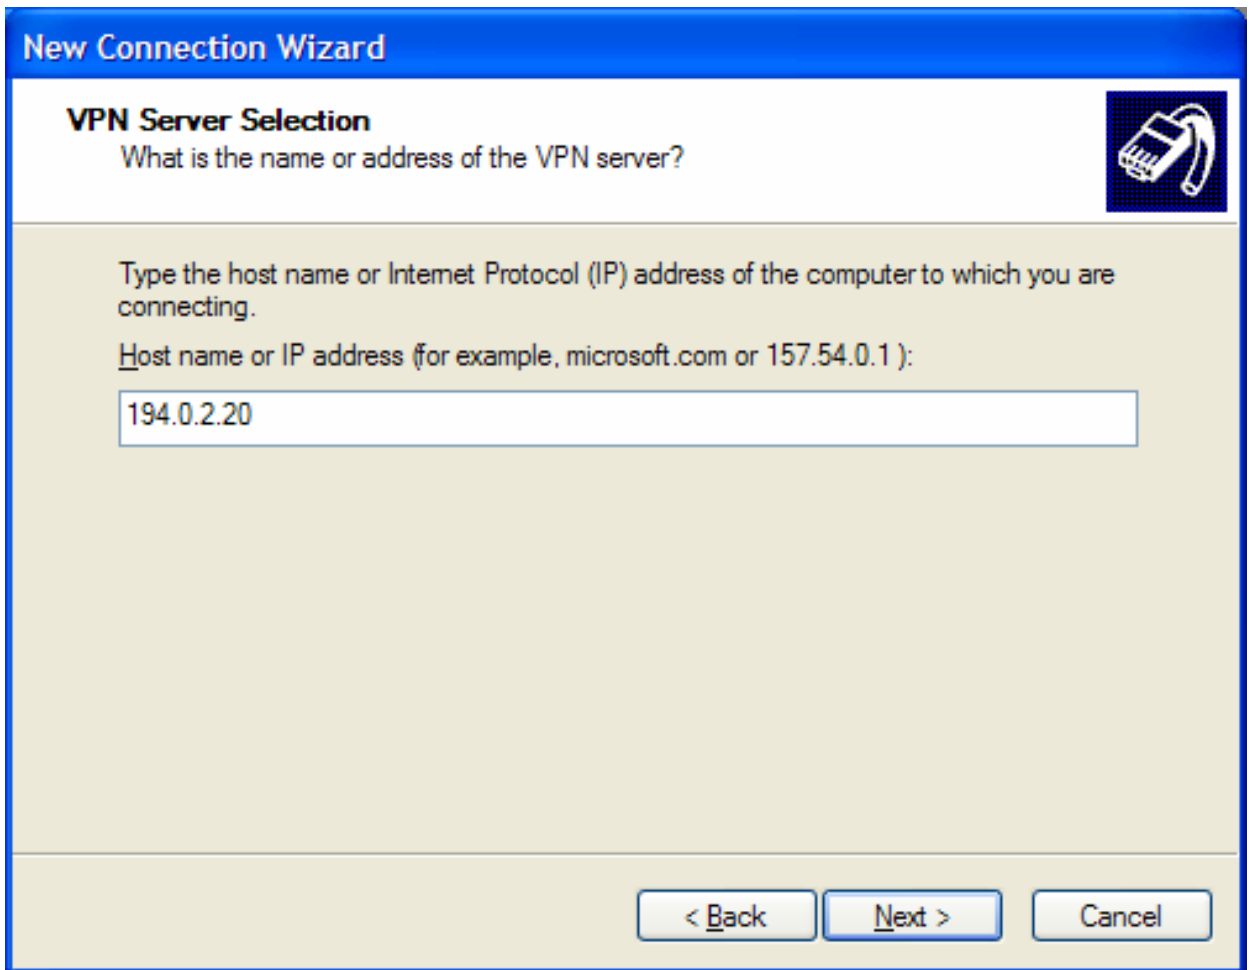 New Connection Wizard
VPN Server Selection
What is the name or address of the VPN server?
Type the host name or Internet Protocol (IP) address of the computer to which you are
connecting.
Host name or IP address (for example, microsoft.com or 157.54.0.1 ):
194.0.2.20
< Back
Next >
Cancel